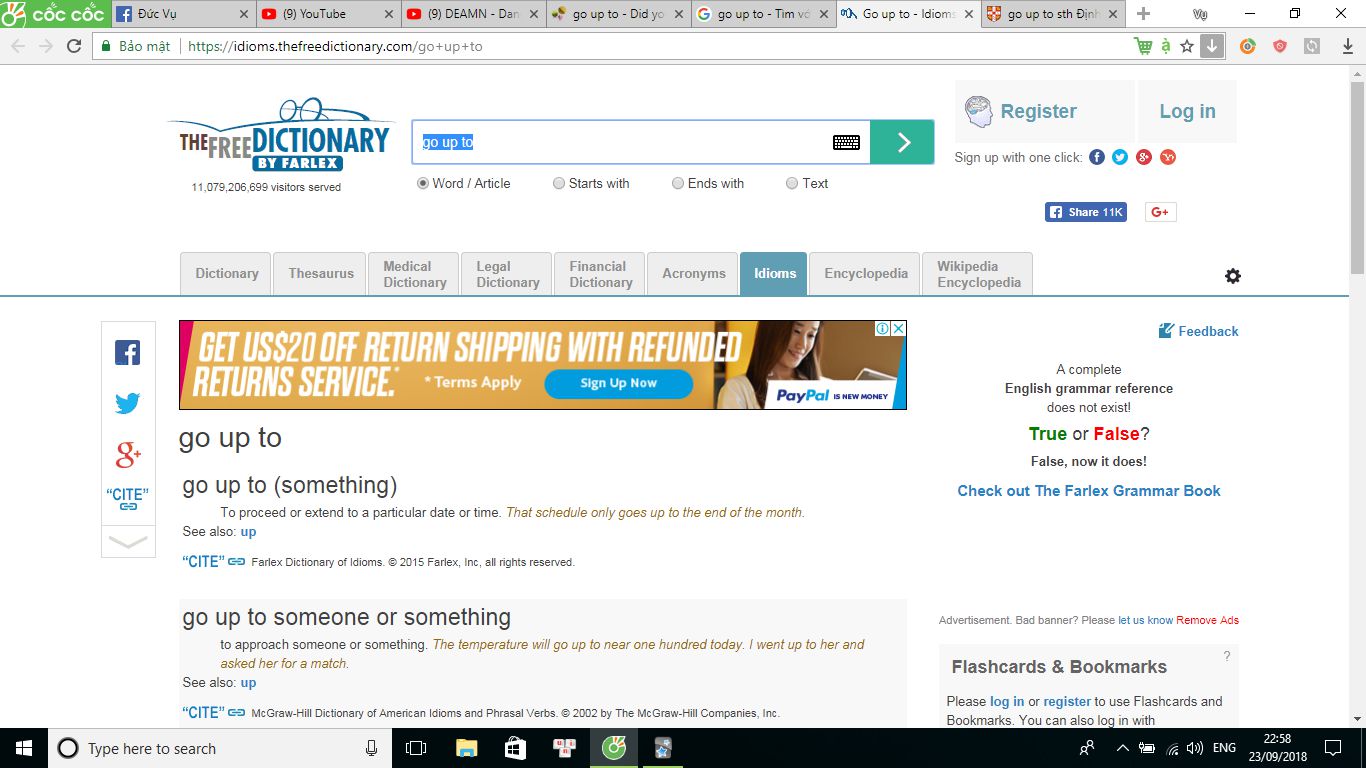 CỐC CỐC
Đức Vụ
(9) YouTube
(9) DEAMN - Dan
go up to - Did yo
go up to - Tìm vớ
Go up to - Idioms
go up to sth Định
Vụ
Bảo mật
https://idioms.thefreedictionary.com/go+up+to
THEFREEDICTIONARY
BY FARLEX
11,079,206,699 visitors served
go up to
Word / Article
Starts with
Ends with
Text
Register
Log in
Sign up with one click:
Share 11K
G+
Dictionary
Thesaurus
Medical
Dictionary
Legal
Dictionary
Financial
Dictionary
Acronyms
Idioms
Encyclopedia
Wikipedia
Encyclopedia
GET US$20 OFF RETURN SHIPPING WITH REFUNDED
RETURNS SERVICE.*
* Terms Apply
Sign Up Now
PayPal IS NEW MONEY
Feedback
A complete
English grammar reference
does not exist!
True or False?
False, now it does!
Check out The Farlex Grammar Book
"CITE"
go up to
go up to (something)
To proceed or extend to a particular date or time. That schedule only goes up to the end of the month.
See also: up
"CITE" Farlex Dictionary of Idioms. © 2015 Farlex, Inc, all rights reserved.
go up to someone or something
to approach someone or something. The temperature will go up to near one hundred today. I went up to her and
asked her for a match.
See also: up
"CITE" McGraw-Hill Dictionary of American Idioms and Phrasal Verbs. © 2002 by The McGraw-Hill Companies, Inc.
Advertisement. Bad banner? Please let us know Remove Ads
?
Flashcards & Bookmarks
Please log in or register to use Flashcards and
Bookmarks. You can also log in with
Type here to search
ENG
22:58
23/09/2018